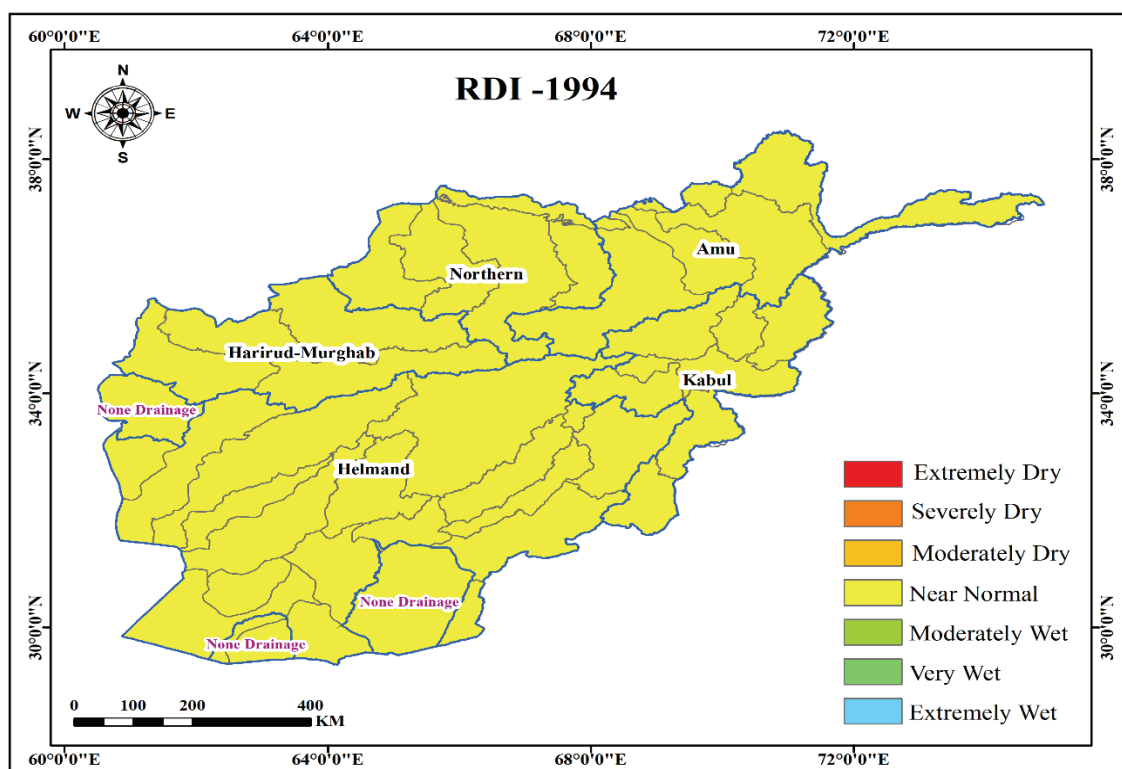 60°0'0"E 64°0'0"E 68°0'0"E 72°0'0"E
RDI -1994
N
W E
S
38°0'0"N 38°0'0"N
Amu
Northern
Harirud-Murghab
Kabul
34°0'0"N 34°0'0"N
None Drainage
Helmand
Extremely Dry
Severely Dry
Moderately Dry
Near Normal
None Drainage
Moderately Wet
30°0'0"N 30°0'0"N
None Drainage
Very Wet
Extremely Wet
0 100 200 400
KM
60°0'0"E 64°0'0"E 68°0'0"E 72°0'0"E